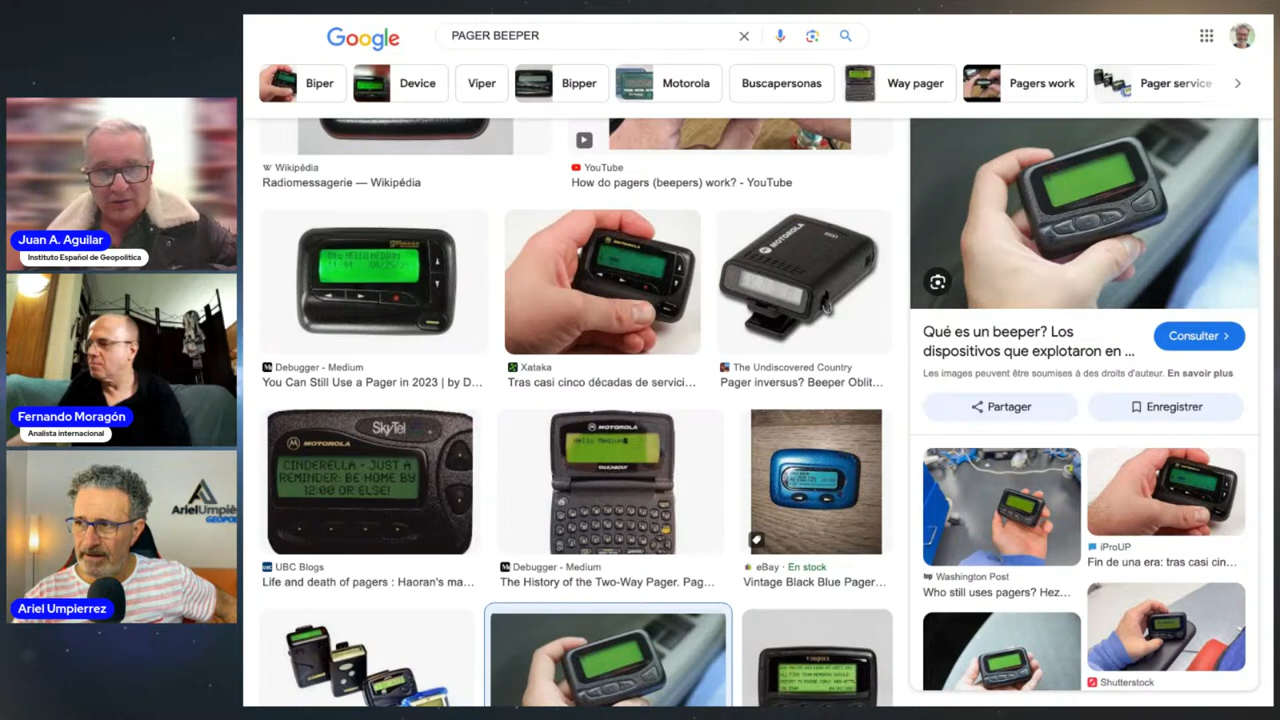 Google
PAGER BEEPER
Biper
Device
Viper
Bipper
Motorola
Buscapersonas
Way pager
Pagers work
Pager service
Juan A. Aguilar
Instituto Español de Geopolítica
Fernando Moragón
Analista internacional
Ariel Umpierrez
Wikipédia
Radiomessagerie — Wikipédia
YouTube
How do pagers (beepers) work? - YouTube
Debugger - Medium
You Can Still Use a Pager in 2023 | by D...
Xataka
Tras casi cinco décadas de servici...
MOTOROLA
The Undiscovered Country
Pager inversus? Beeper Oblit...
SkyTel
MOTOROLA
CINDERELLA - JUST A
REMINDER: BE HOME BY
12:00 OR ELSE!
UBC Blogs
Life and death of pagers : Haoran's ma...
MOTOROLA
Hello Medium
TALKABOUT
Debugger - Medium
The History of the Two-Way Pager. Pag...
eBay · En stock
Vintage Black Blue Pager...
Qué es un beeper? Los
dispositivos que explotaron en ...
Consulter
Les images peuvent être soumises à des droits d'auteur. En savoir plus
Partager
Enregistrer
Washington Post
Who still uses pagers? Hez...
iProUP
Fin de una era: tras casi cin...
Shutterstock